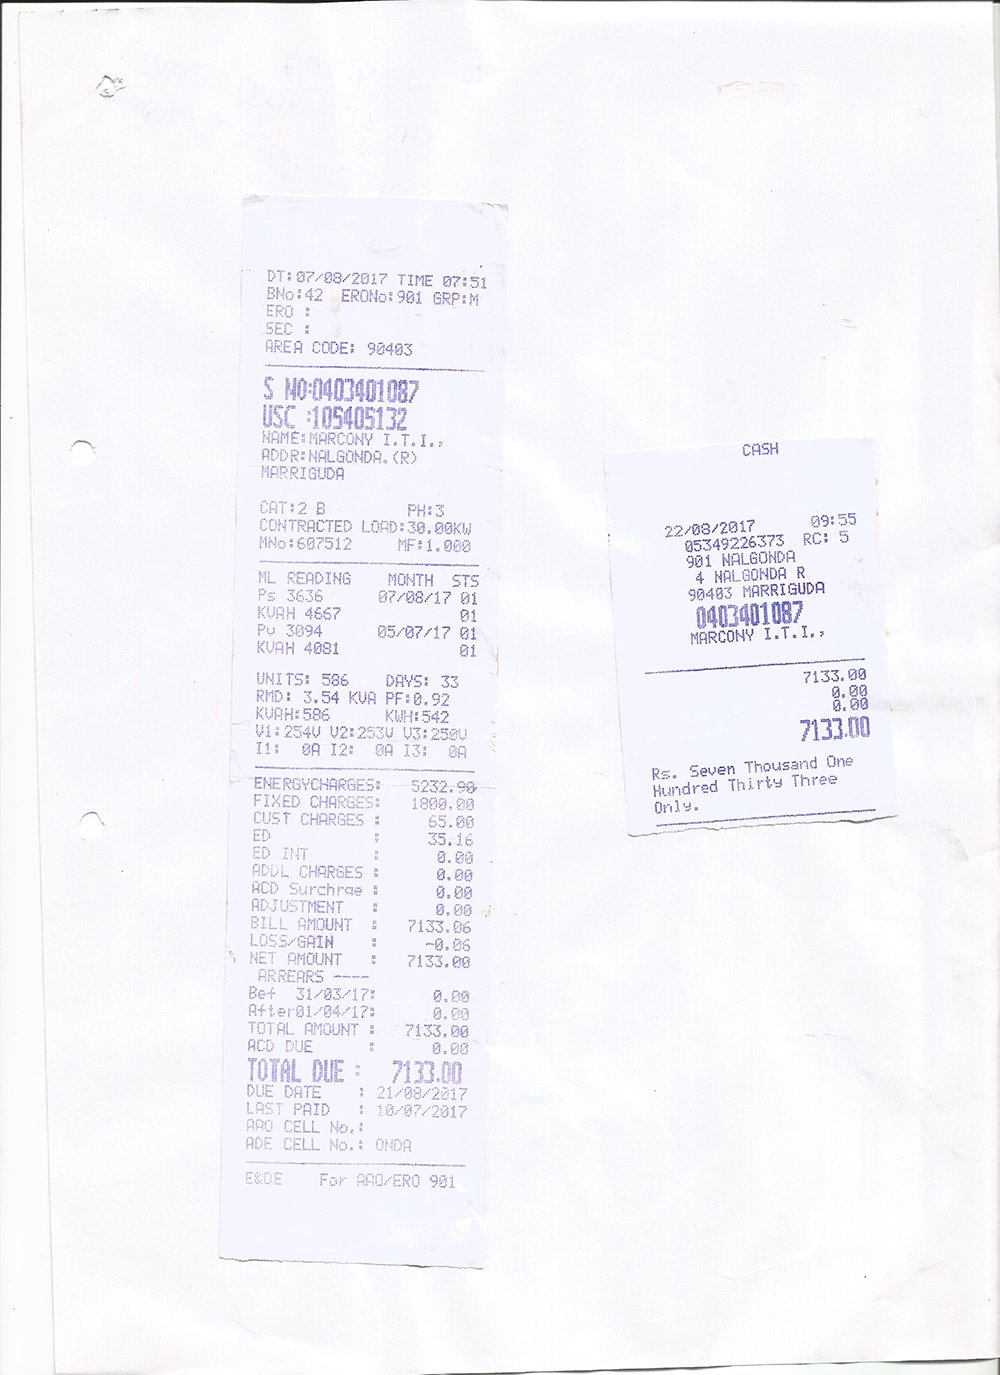 DT:07/08/2017 TIME 07:51
BNo:42 ERONo:901 GRP:M
ERO :
SEC :
AREA CODE: 90403
S NO:0403401087
USC :105405132
NAME:MARCONY I.T.I.,
ADDR:NALGONDA.(R)
MARRIGUDA
CAT:2 B PH:3
CONTRACTED LOAD:30.00KW
MNo:607512 MF:1.000
ML READING MONTH STS
Ps 3636 07/08/17 01
KVAH 4667 01
Pv 3094 05/07/17 01
KVAH 4081 01
UNITS: 586 DAYS: 33
RMD: 3.54 KVA PF:0.92
KVAH:586 KWH:542
V1:254V V2:253V V3:250V
I1: 0A I2: 0A I3: 0A
ENERGYCHARGES: 5232.90
FIXED CHARGES: 1800.00
CUST CHARGES : 65.00
ED : 35.16
ED INT : 0.00
ADDL CHARGES : 0.00
ACD Surchrge : 0.00
ADJUSTMENT : 0.00
BILL AMOUNT : 7133.06
LOSS/GAIN : -0.06
NET AMOUNT : 7133.00
ARREARS ----
Bef 31/03/17: 0.00
After01/04/17: 0.00
TOTAL AMOUNT : 7133.00
ACD DUE : 0.00
TOTAL DUE : 7133.00
DUE DATE : 21/08/2017
LAST PAID : 10/07/2017
AAO CELL No.:
ADE CELL No.: ONDA
E&OE For AAO/ERO 901
CASH
22/08/2017 09:55
05349226373 RC: 5
901 NALGONDA
4 NALGONDA R
90403 MARRIGUDA
0403401087
MARCONY I.T.I.,
7133.00
0.00
0.00
7133.00
Rs. Seven Thousand One
Hundred Thirty Three
Only.